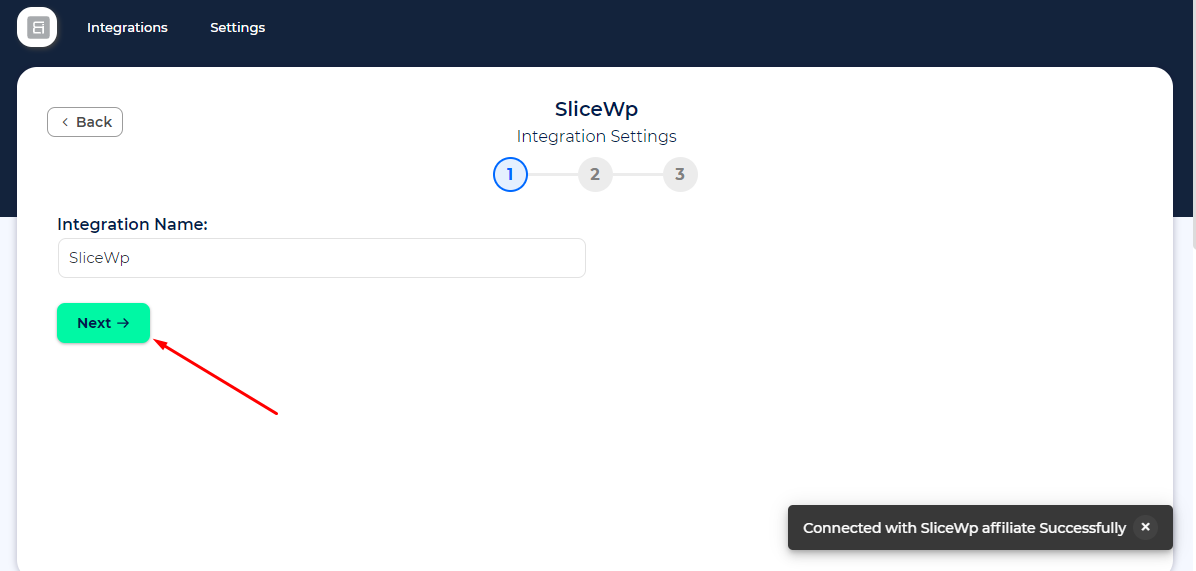 Integrations Settings
Back
SliceWp
Integration Settings
1 2 3
Integration Name:
SliceWp
Next →
Connected with SliceWp affiliate Successfully ×